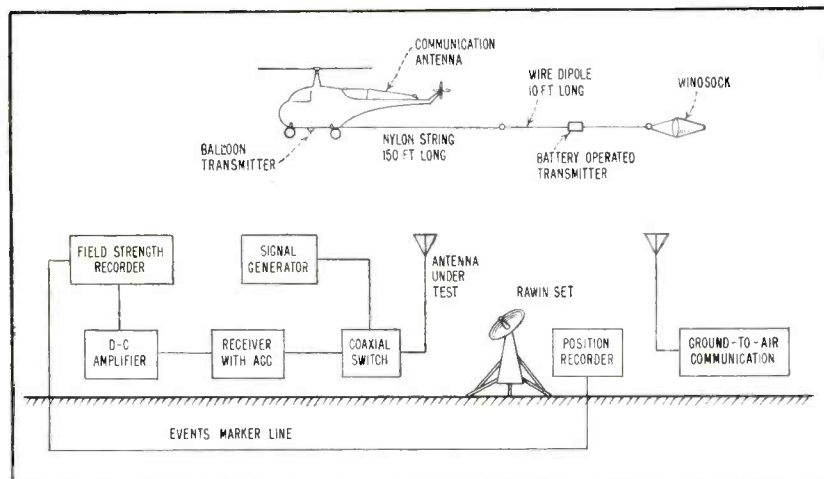 COMMUNICATION
ANTENNA
WIRE DIPOLE
10 FT LONG
WINDSOCK
BALLOON
TRANSMITTER
NYLON STRING
150 FT LONG
BATTERY OPERATED
TRANSMITTER
FIELD STRENGTH
RECORDER
SIGNAL
GENERATOR
ANTENNA
UNDER
TEST
RAWIN SET
D-C
AMPLIFIER
RECEIVER
WITH AGC
COAXIAL
SWITCH
POSITION
RECORDER
GROUND-TO-AIR
COMMUNICATION
EVENTS MARKER LINE